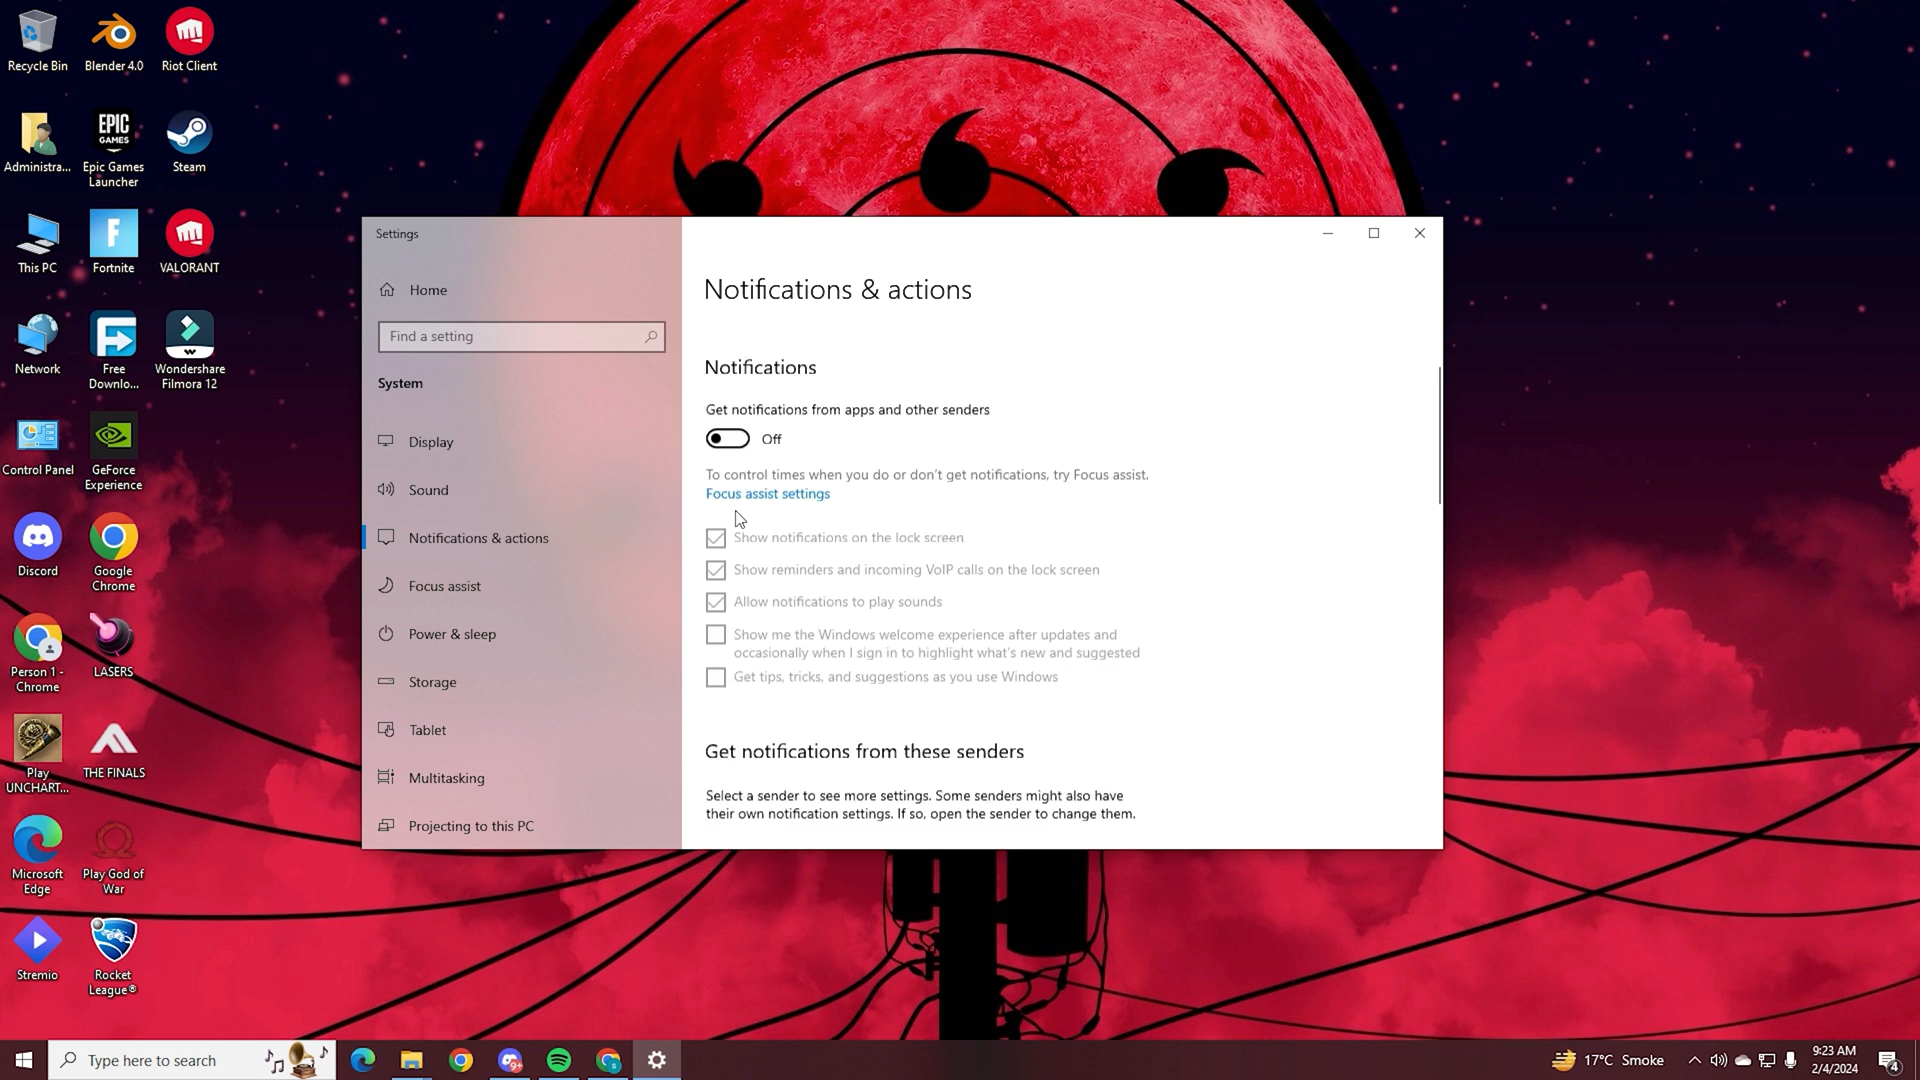 Recycle Bin
Blender 4.0
Riot Client
Administra...
EPIC
GAMES
Epic Games
Launcher
Steam
This PC
F
Fortnite
VALORANT
Network
Free
Downlo...
Wondershare
Filmora 12
Control Panel
GeForce
Experience
Discord
Google
Chrome
Person 1 -
Chrome
LASERS
Play
UNCHART...
THE FINALS
Microsoft
Edge
Play God of
War
Stremio
Rocket
League®
Settings
Home
Find a setting
System
Display
Sound
Notifications & actions
Focus assist
Power & sleep
Storage
Tablet
Multitasking
Projecting to this PC
Notifications & actions
Notifications
Get notifications from apps and other senders
Off
To control times when you do or don't get notifications, try Focus assist.
Focus assist settings
Show notifications on the lock screen
Show reminders and incoming VoIP calls on the lock screen
Allow notifications to play sounds
Show me the Windows welcome experience after updates and
occasionally when I sign in to highlight what's new and suggested
Get tips, tricks, and suggestions as you use Windows
Get notifications from these senders
Select a sender to see more settings. Some senders might also have
their own notification settings. If so, open the sender to change them.
Type here to search
9+
17°C Smoke
9:23 AM
2/4/2024
4